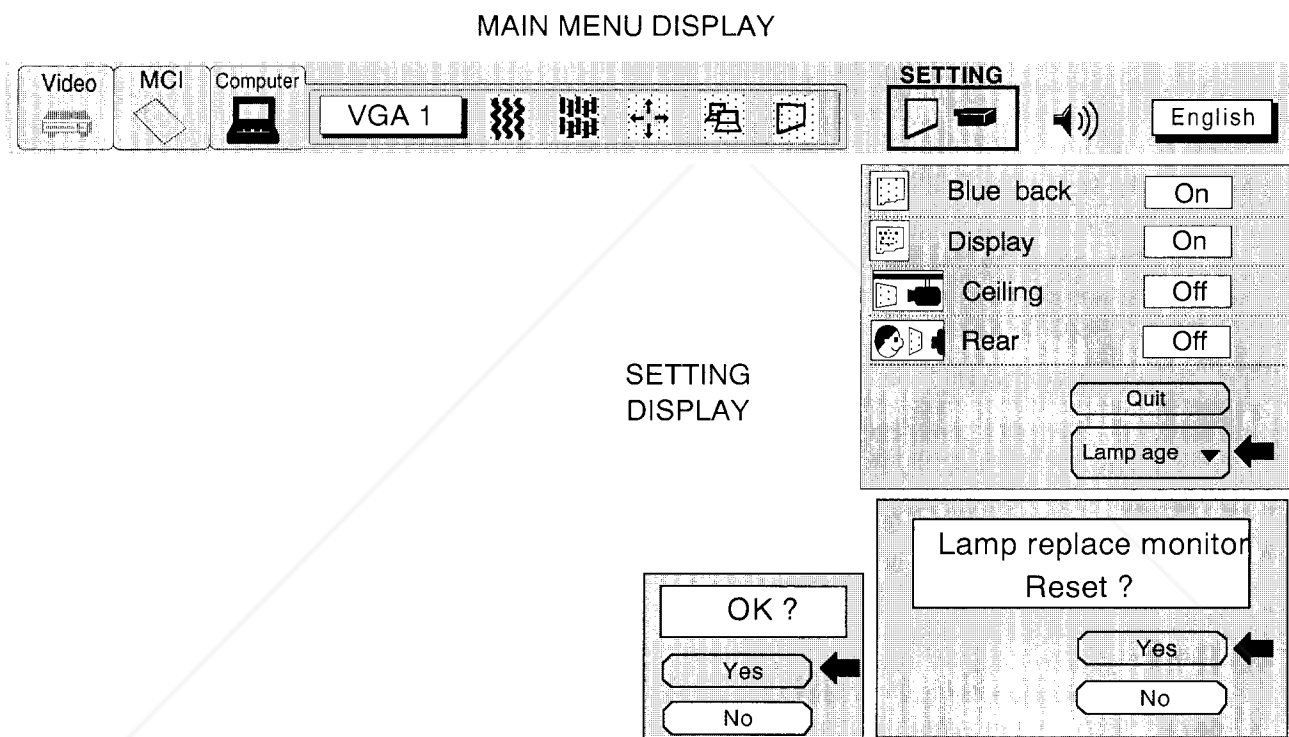 MAIN MENU DISPLAY
Video
MCI
Computer
VGA 1
SETTING
English
Blue back
On
Display
On
Ceiling
Off
Rear
Off
SETTING
DISPLAY
Quit
Lamp age
Lamp replace monitor
Reset ?
Yes
No
OK ?
Yes
No